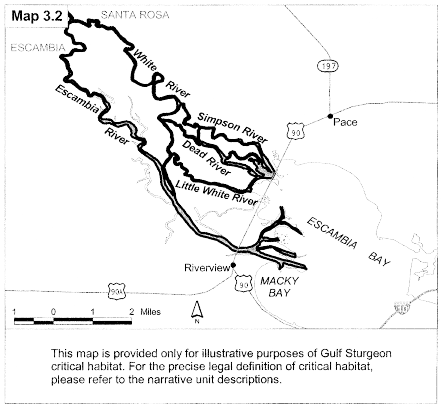 Map 3.2
SANTA ROSA
ESCAMBIA
White
River
197
Escambia
River
Simpson River
90
Pace
Dead River
Little White River
ESCAMBIA BAY
Riverview
90
MACKY
BAY
90A
1 0 1 2 Miles
N
This map is provided only for illustrative purposes of Gulf Sturgeon
critical habitat. For the precise legal definition of critical habitat,
please refer to the narrative unit descriptions.